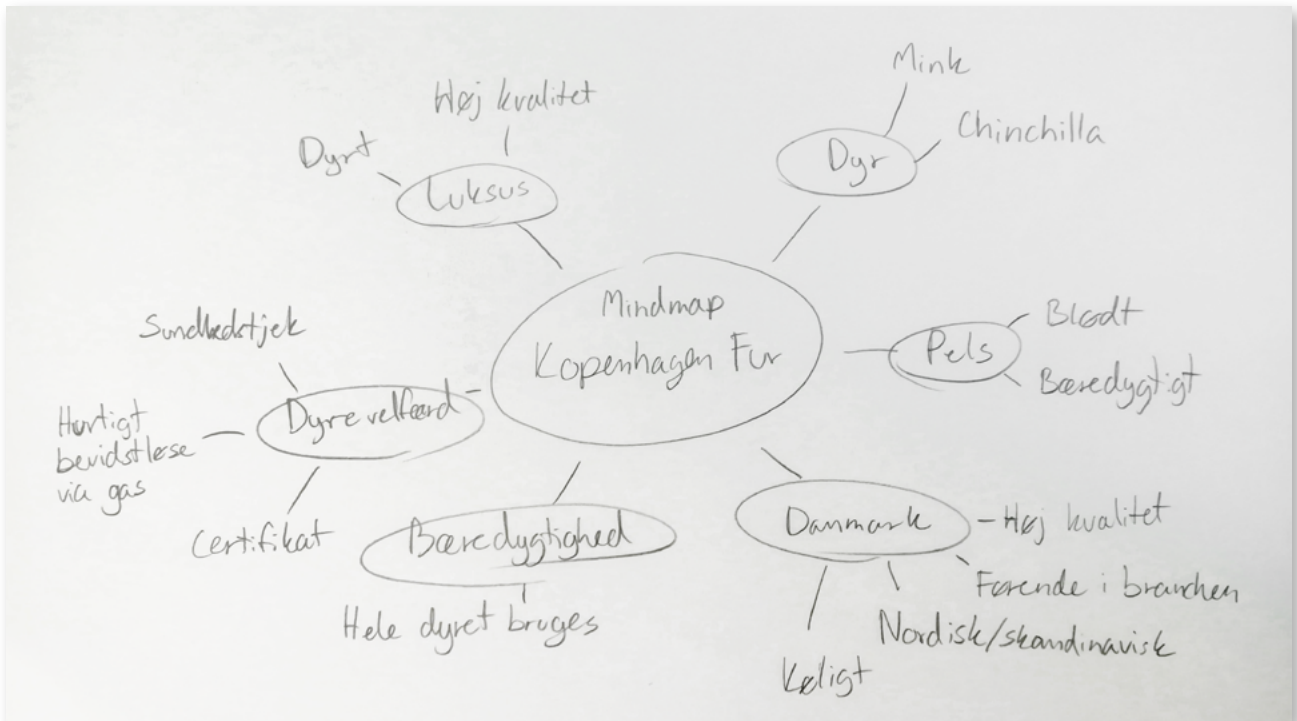 Mindmap
Kopenhagen Fur
Luksus
Dyrt
Høj kvalitet
Dyr
Mink
Chinchilla
Pels
Blødt
Bæredygtigt
Danmark
Høj kvalitet
Førende i branchen
Nordisk/skandinavisk
Køligt
Bæredygtighed
Hele dyret bruges
Dyrevelfærd
Sundhedstjek
Hurtigt
bevidstløse
via gas
Certifikat